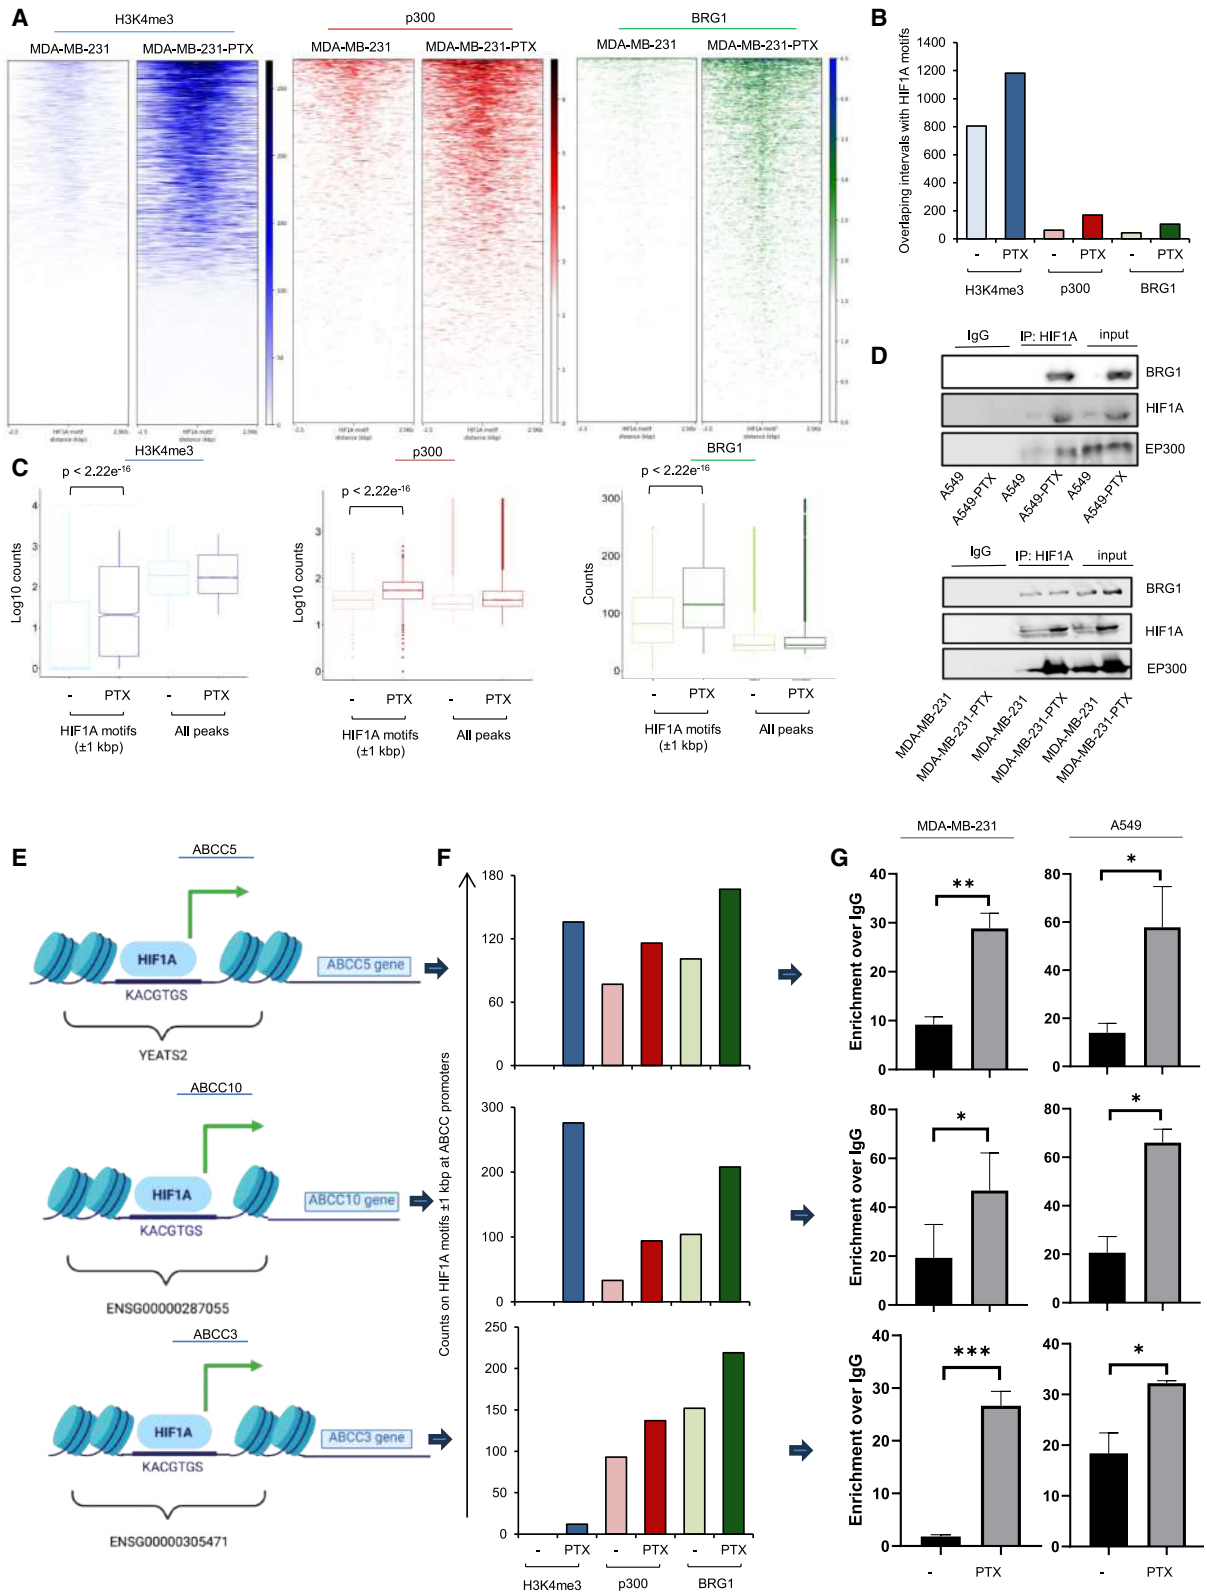 A
H3K4me3
MDA-MB-231
MDA-MB-231-PTX
p300
MDA-MB-231
MDA-MB-231-PTX
BRG1
MDA-MB-231
MDA-MB-231-PTX
HIF1A motif
distance (kbp)
B
Overlaping intervals with HIF1A motifs
1400
1200
1000
800
600
400
200
0
- PTX - PTX - PTX
H3K4me3 p300 BRG1
C
H3K4me3
p < 2.22e-16
Log10 counts
4
3
2
1
0
- PTX - PTX
HIF1A motifs
(±1 kbp)
All peaks
p300
p < 2.22e-16
Log10 counts
3
2
1
0
- PTX - PTX
HIF1A motifs
(±1 kbp)
All peaks
BRG1
p < 2.22e-16
Counts
300
200
100
0
- PTX - PTX
HIF1A motifs
(±1 kbp)
All peaks
D
IgG IP: HIF1A input
BRG1
HIF1A
EP300
A549 A549-PTX A549 A549-PTX A549 A549-PTX
IgG IP: HIF1A input
BRG1
HIF1A
EP300
MDA-MB-231 MDA-MB-231-PTX MDA-MB-231 MDA-MB-231-PTX MDA-MB-231 MDA-MB-231-PTX
E
ABCC5
HIF1A
ABCC5 gene
KACGTGS
YEATS2
ABCC10
HIF1A
ABCC10 gene
KACGTGS
ENSG00000287055
ABCC3
HIF1A
ABCC3 gene
KACGTGS
ENSG00000305471
F
Counts on HIF1A motifs ±1 kbp at ABCC promoters
180
120
60
0
300
200
100
0
250
200
150
100
50
0
- PTX - PTX - PTX
H3K4me3 p300 BRG1
G
MDA-MB-231
A549
Enrichment over IgG
40
30
20
10
0
**
80
60
40
20
0
*
Enrichment over IgG
80
60
40
20
0
*
80
60
40
20
0
*
Enrichment over IgG
40
30
20
10
0
***
40
30
20
10
0
*
- PTX
- PTX